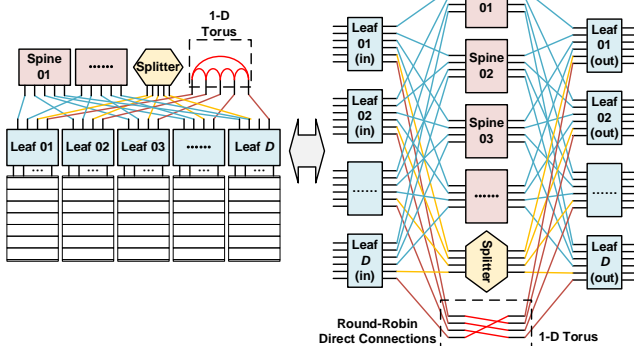 1-D
Torus
Spine
01
......
Splitter
Leaf 01
Leaf 02
Leaf 03
......
Leaf D
...
...
...
...
...
Leaf
01
(in)
Leaf
02
(in)
......
Leaf
D
(in)
01
Spine
02
Spine
03
......
Splitter
Leaf
01
(out)
Leaf
02
(out)
......
Leaf
D
(out)
Round-Robin
Direct Connections
1-D Torus